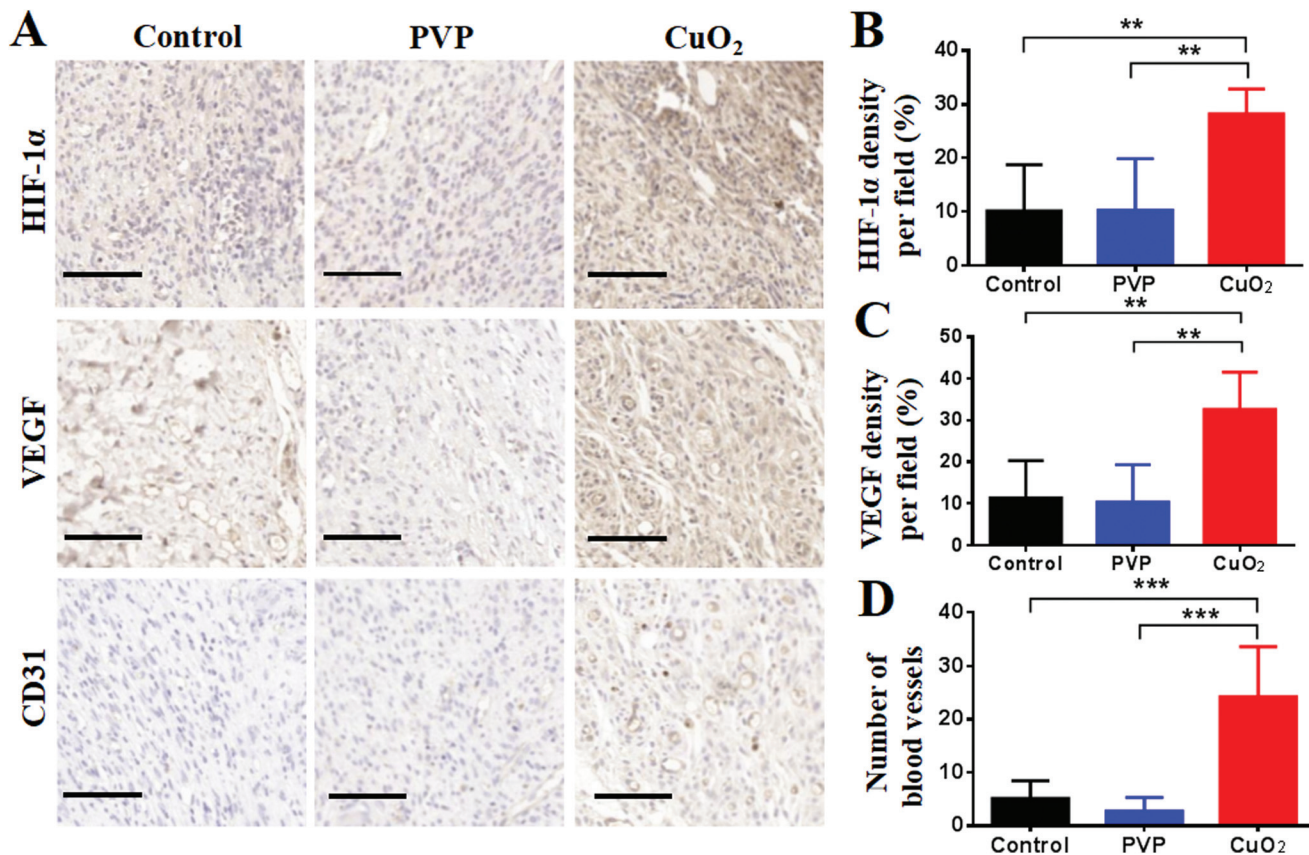 A
Control PVP CuO₂
HIF-1α
VEGF
CD31
B
HIF-1α density
per field (%)
40
30
20
10
0
** 
**
Control PVP CuO₂
C
VEGF density
per field (%)
50
40
30
20
10
0
**
**
Control PVP CuO₂
D
Number of
blood vessels
40
30
20
10
0
***
***
Control PVP CuO₂